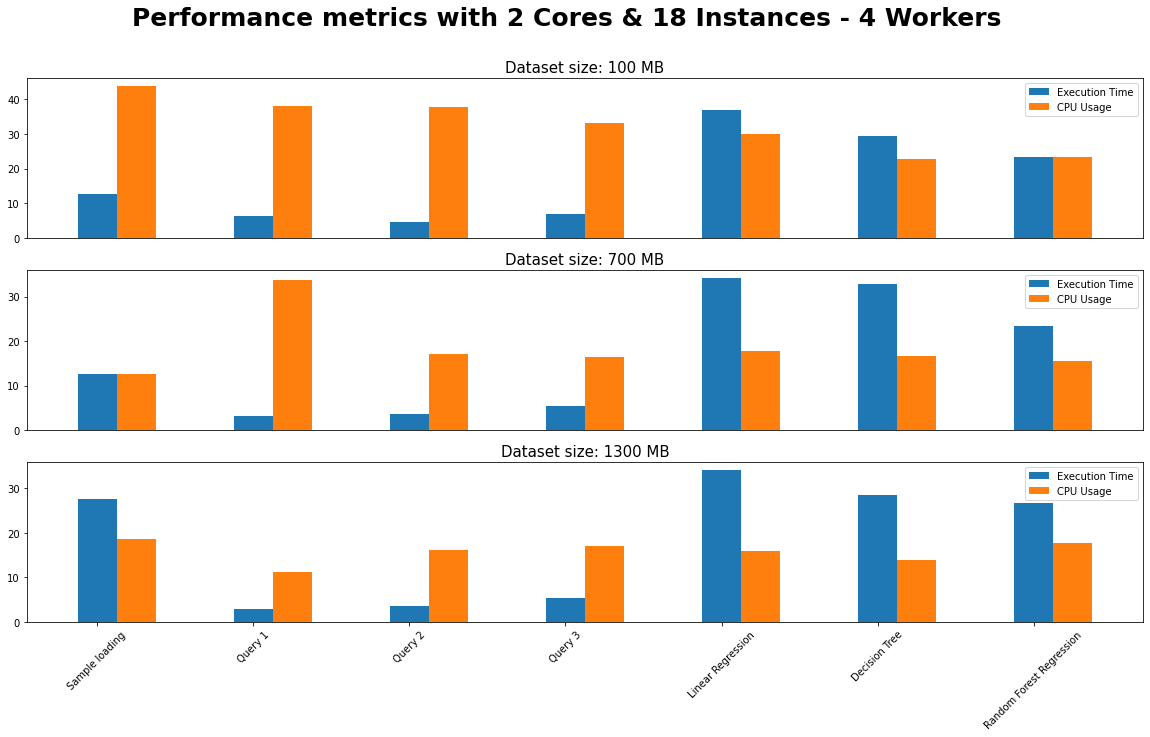 Performance metrics with 2 Cores & 18 Instances - 4 Workers
Dataset size: 100 MB
Execution Time
CPU Usage
40
30
20
10
0
Dataset size: 700 MB
Execution Time
CPU Usage
30
20
10
0
Dataset size: 1300 MB
Execution Time
CPU Usage
30
20
10
0
Sample loading
Query 1
Query 2
Query 3
Linear Regression
Decision Tree
Random Forest Regression